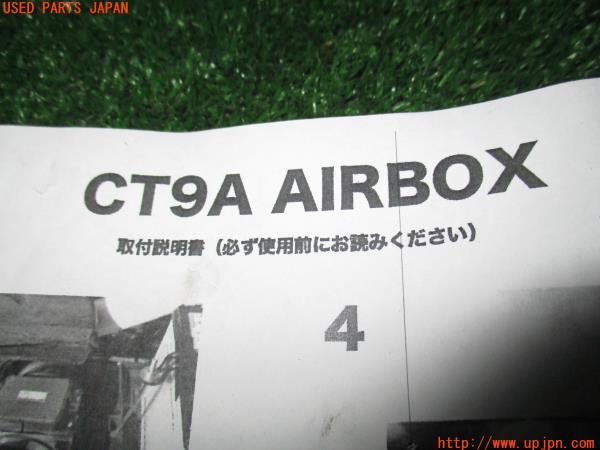 USED PARTS JAPAN
CT9A AIRBOX
取付説明書（必ず使用前にお読みください）
4
http://www.upjpn.com/